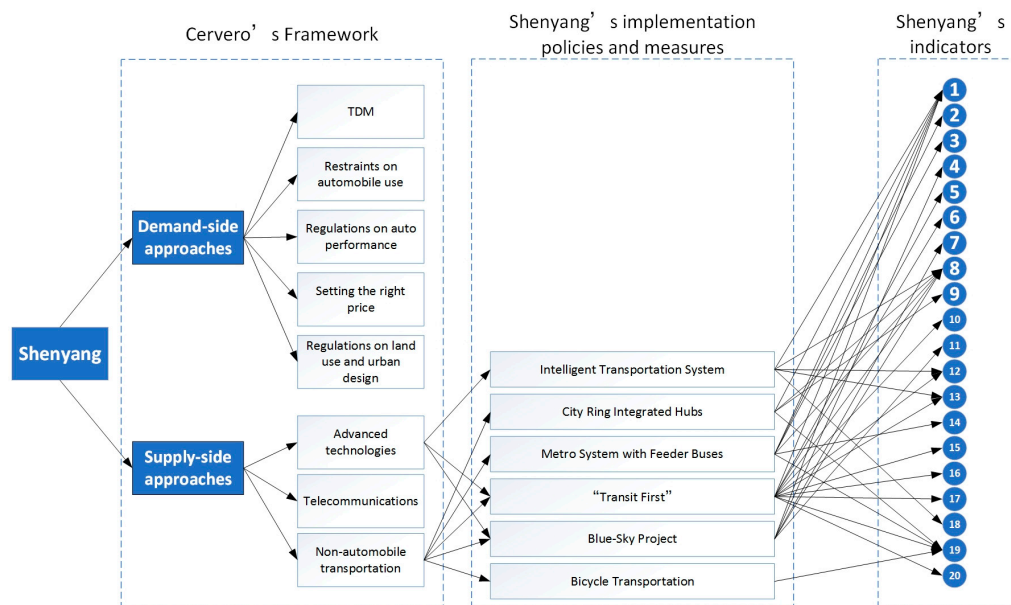 Cervero's Framework
Shenyang's implementation
policies and measures
Shenyang's
indicators
Shenyang
Demand-side
approaches
Supply-side
approaches
TDM
Restraints on
automobile use
Regulations on auto
performance
Setting the right
price
Regulations on land
use and urban
design
Advanced
technologies
Telecommunications
Non-automobile
transportation
Intelligent Transportation System
City Ring Integrated Hubs
Metro System with Feeder Buses
“Transit First”
Blue-Sky Project
Bicycle Transportation
1
2
3
4
5
6
7
8
9
10
11
12
13
14
15
16
17
18
19
20